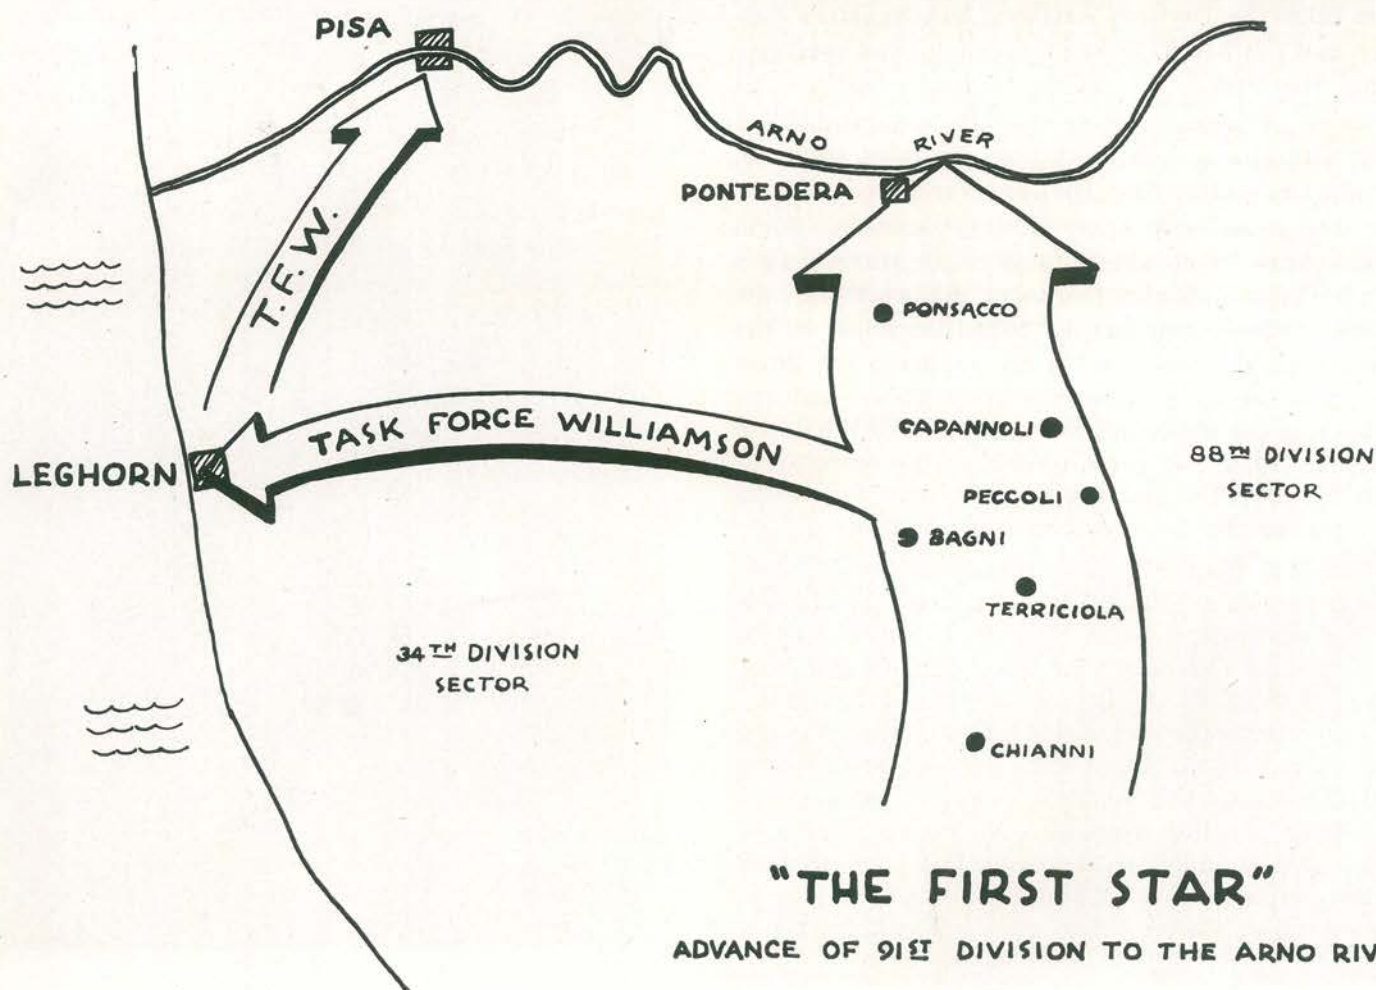 PISA
ARNO RIVER
PONTEDERA
T.F.W.
PONSACCO
TASK FORCE WILLIAMSON
CAPANNOLI
LEGHORN
88TH DIVISION
SECTOR
PECCOLI
BAGNI
TERRICIOLA
34TH DIVISION
SECTOR
CHIANNI
"THE FIRST STAR"
ADVANCE OF 91ST DIVISION TO THE ARNO RIV